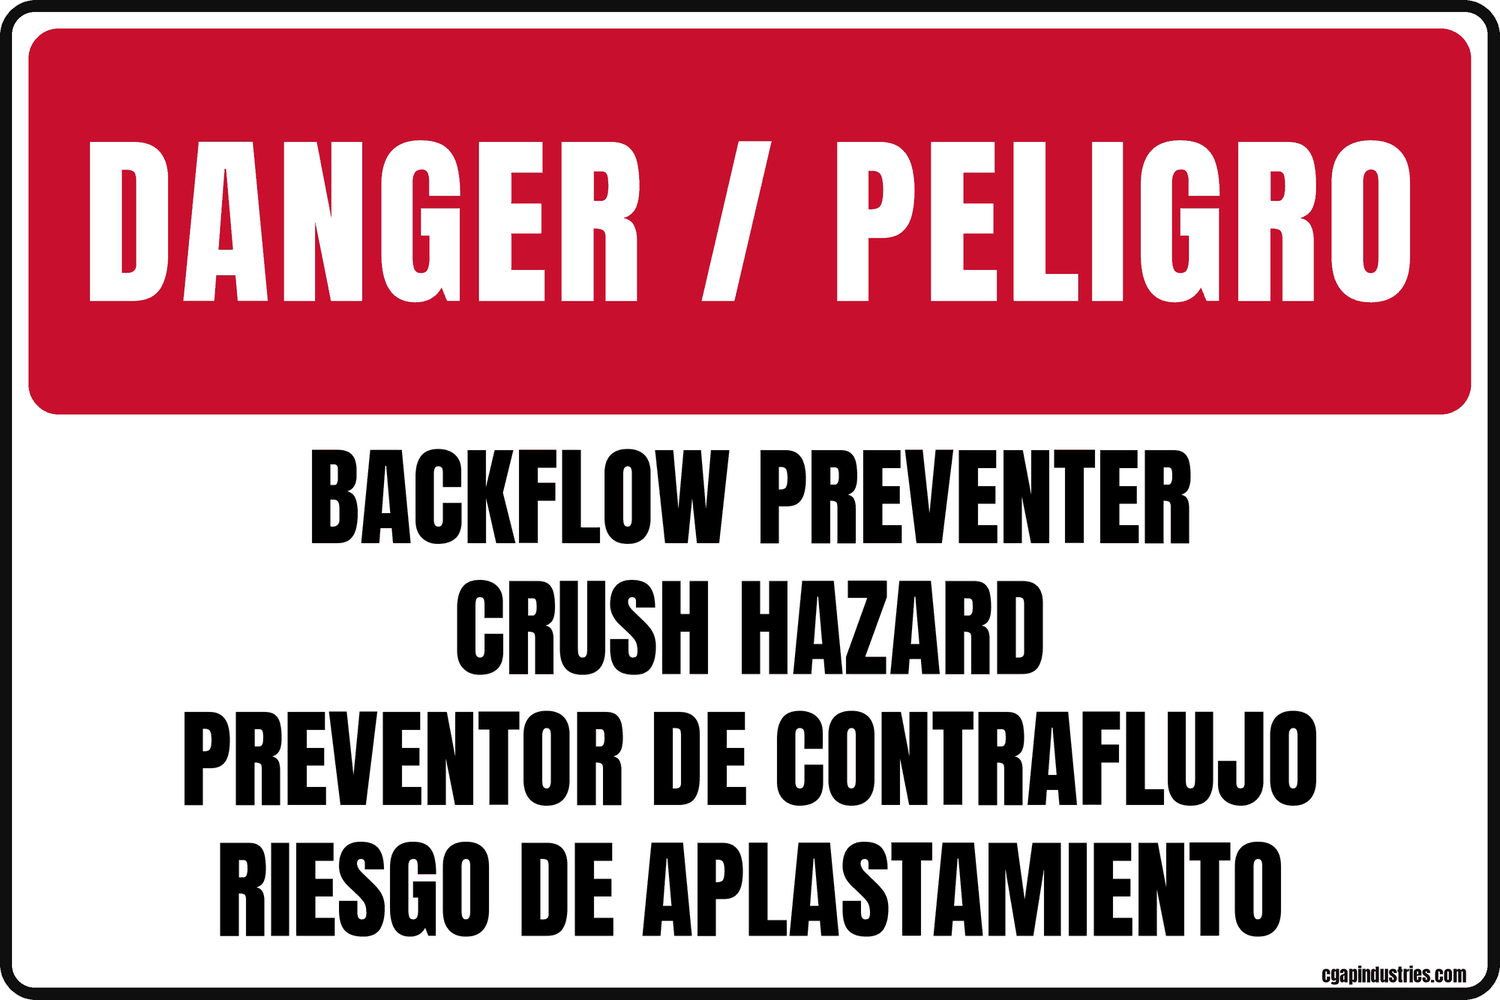 DANGER / PELIGRO
BACKFLOW PREVENTER
CRUSH HAZARD
PREVENTOR DE CONTRAFLUJO
RIESGO DE APLASTAMIENTO
cgapindustries.com